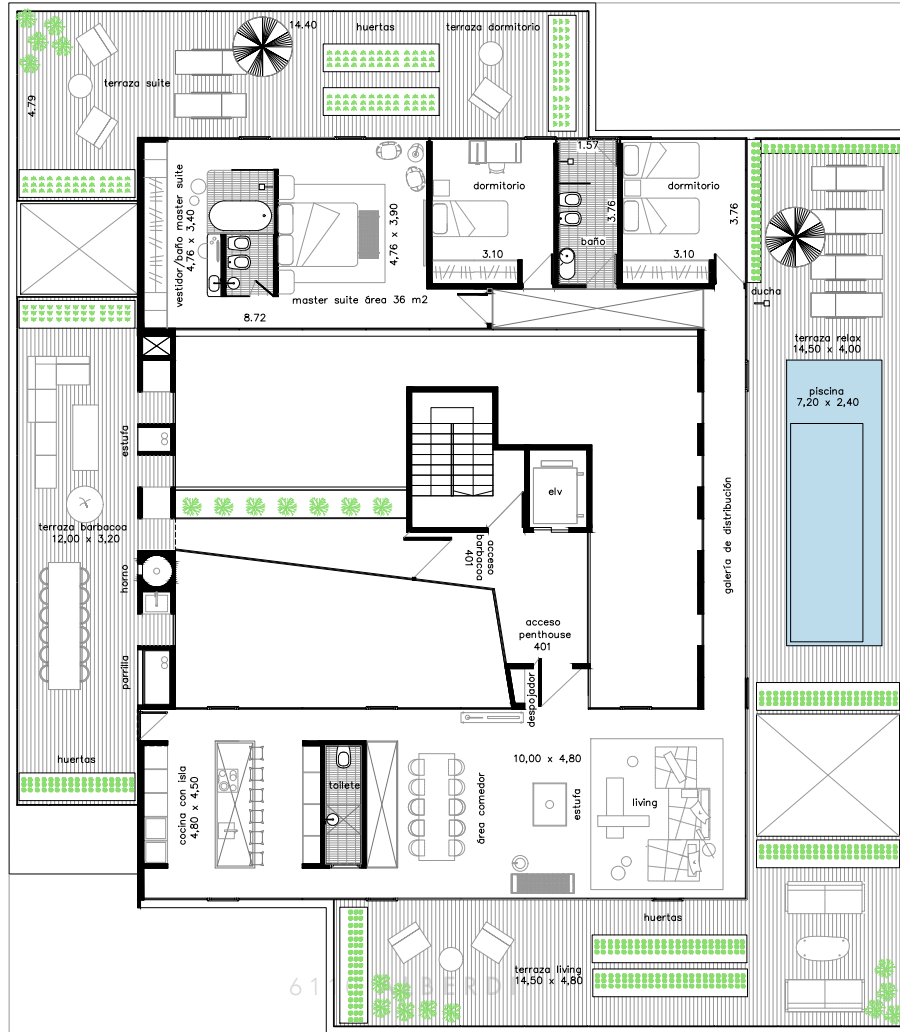 14.40
huertas
terraza dormitorio
terraza suite
4.79
1.57
dormitorio
dormitorio
vestidor/baño master suite
4,76 x 3,40
4,76 x 3,90
3.76
3.76
baño
3.10
3.10
master suite área 36 m2
8.72
ducha
terraza relax
14,50 x 4,00
piscina
7,20 x 2,40
estufa
elv
galería de distribución
terraza barbacoa
12,00 x 3,20
acceso
barbacoa
401
horno
acceso
penthouse
401
parrilla
despojador
huertas
10,00 x 4,80
toilete
cocina con isla
4,80 x 4,50
área comedor
estufa
living
huertas
terraza living
14,50 x 4,80